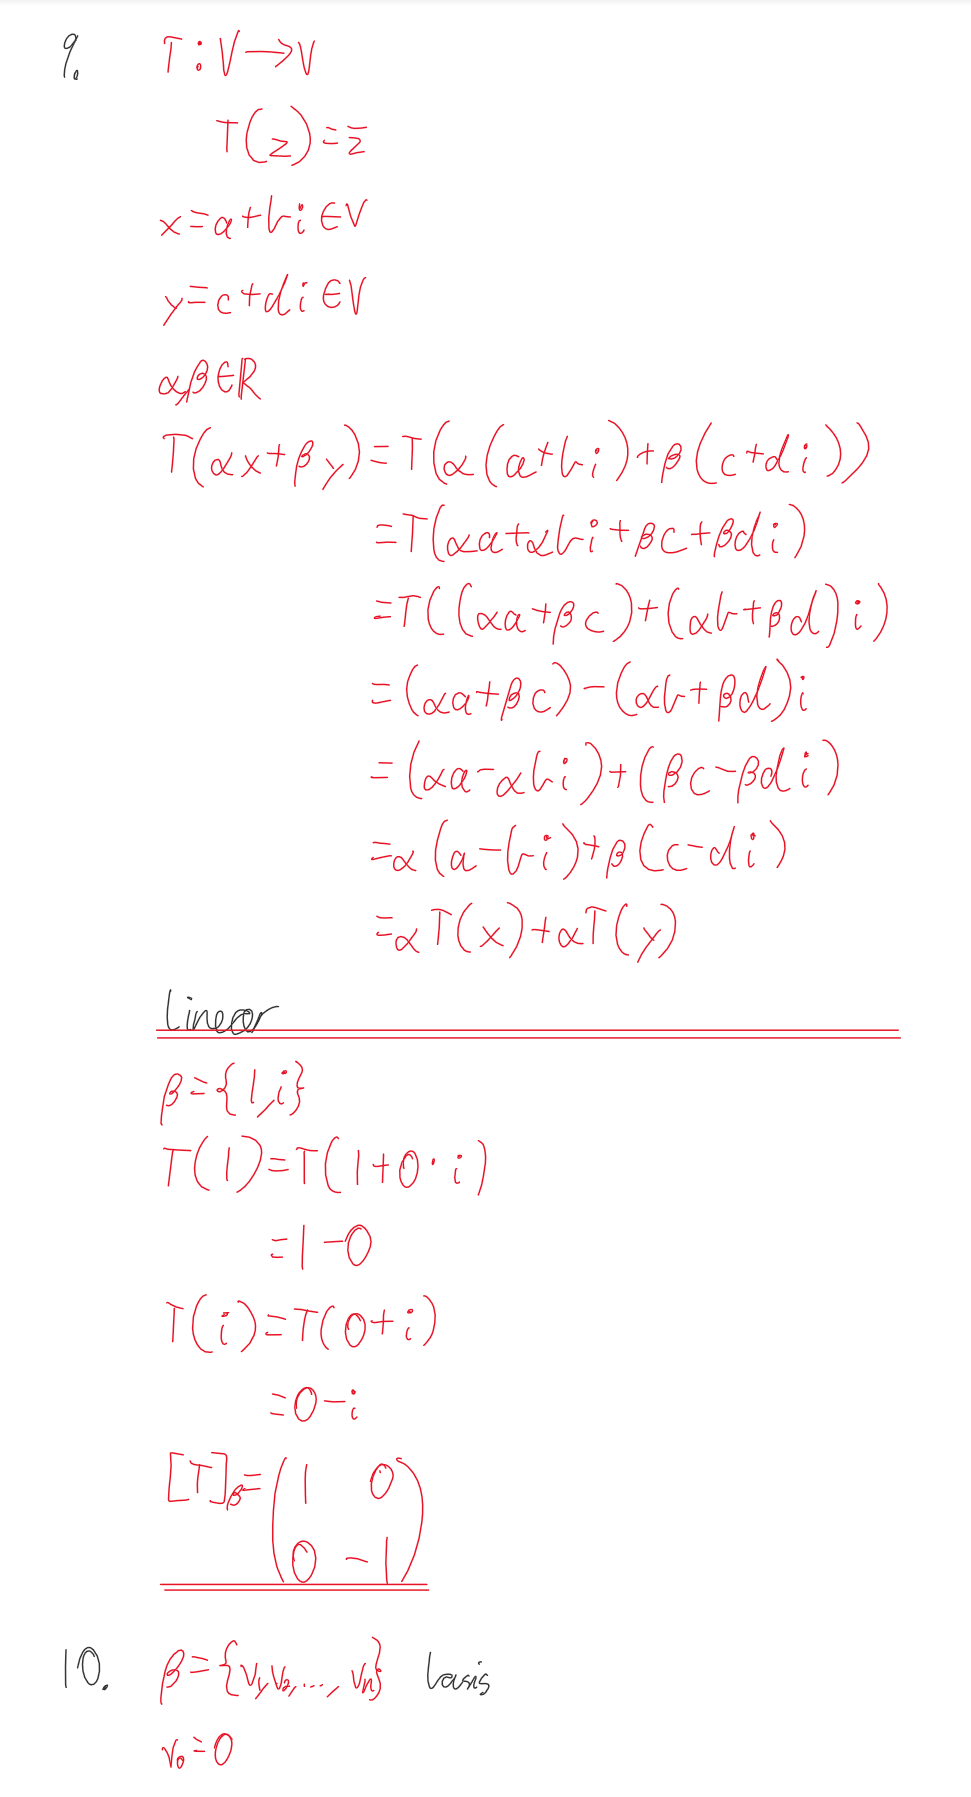 9. T:V→V
T(z)=z̅
x=a+bi∈V
y=c+di∈V
α,β∈R
T(αx+βy)=T(α(a+bi)+β(c+di))
=T(αa+αbi+βc+βdi)
=T((αa+βc)+(αb+βd)i)
=(αa+βc)-(αb+βd)i
=(αa-αbi)+(βc-βdi)
=α(a-bi)+β(c-di)
=αT(x)+αT(y)
linear
β={1,i}
T(1)=T(1+0·i)
=1-0
T(i)=T(0+i)
=0-i
[T]β=(1 0
0 -1)
10. β={v₁,v₂,...,vₙ} basis
v₀=0